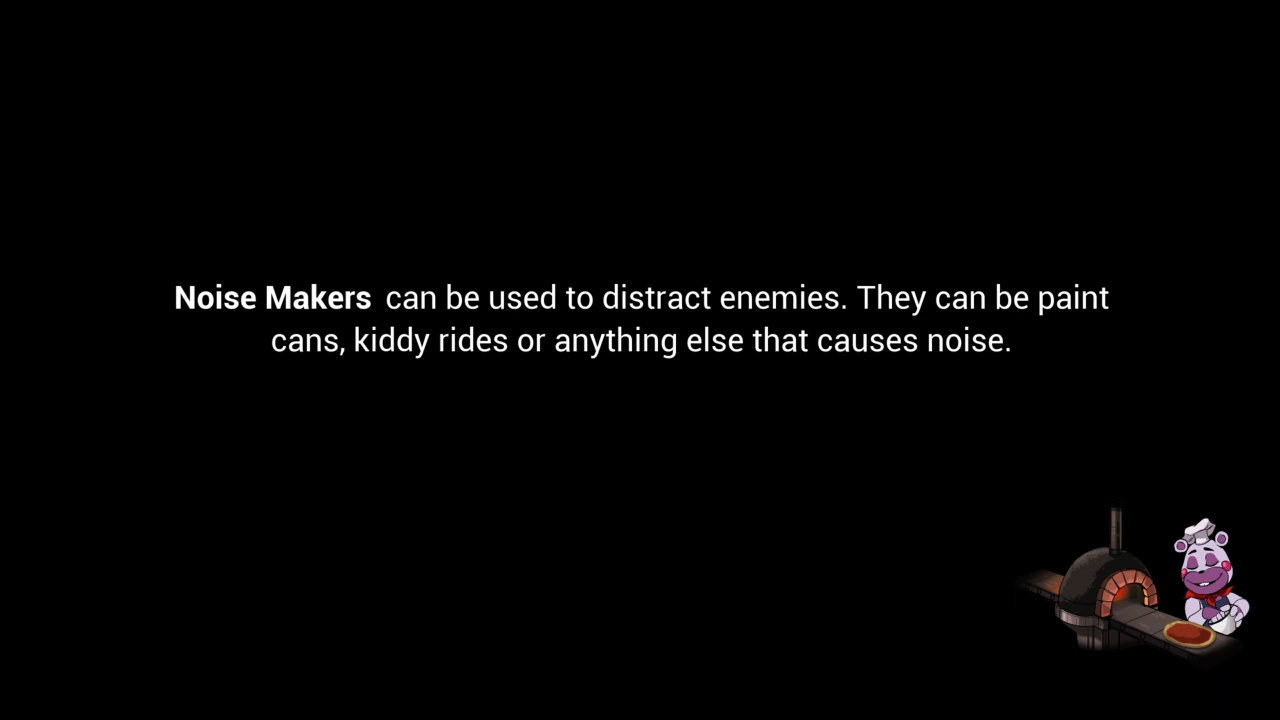 Noise Makers can be used to distract enemies. They can be paint
cans, kiddy rides or anything else that causes noise.